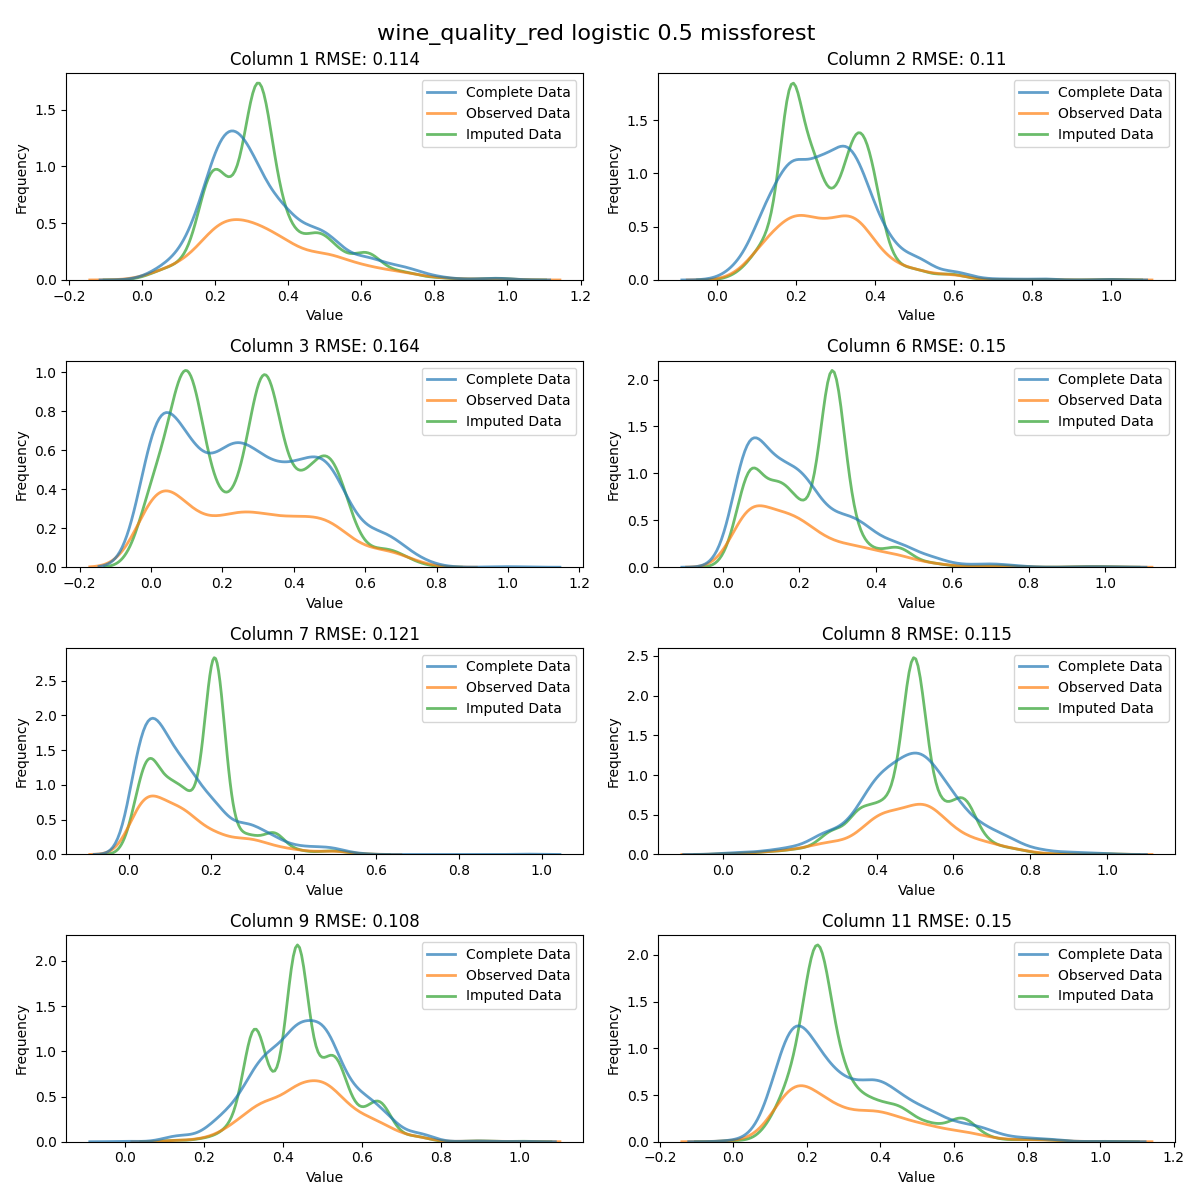 wine_quality_red logistic 0.5 missforest
Column 1 RMSE: 0.114
Frequency
1.5
1.0
0.5
0.0
Complete Data
Observed Data
Imputed Data
−0.2 0.0 0.2 0.4 0.6 0.8 1.0 1.2
Value
Column 2 RMSE: 0.11
Frequency
1.5
1.0
0.5
0.0
Complete Data
Observed Data
Imputed Data
0.0 0.2 0.4 0.6 0.8 1.0
Value
Column 3 RMSE: 0.164
Frequency
1.0
0.8
0.6
0.4
0.2
0.0
Complete Data
Observed Data
Imputed Data
−0.2 0.0 0.2 0.4 0.6 0.8 1.0 1.2
Value
Column 6 RMSE: 0.15
Frequency
2.0
1.5
1.0
0.5
0.0
Complete Data
Observed Data
Imputed Data
0.0 0.2 0.4 0.6 0.8 1.0
Value
Column 7 RMSE: 0.121
Frequency
2.5
2.0
1.5
1.0
0.5
0.0
Complete Data
Observed Data
Imputed Data
0.0 0.2 0.4 0.6 0.8 1.0
Value
Column 8 RMSE: 0.115
Frequency
2.5
2.0
1.5
1.0
0.5
0.0
Complete Data
Observed Data
Imputed Data
0.0 0.2 0.4 0.6 0.8 1.0
Value
Column 9 RMSE: 0.108
Frequency
2.0
1.5
1.0
0.5
0.0
Complete Data
Observed Data
Imputed Data
0.0 0.2 0.4 0.6 0.8 1.0
Value
Column 11 RMSE: 0.15
Frequency
2.0
1.5
1.0
0.5
0.0
Complete Data
Observed Data
Imputed Data
−0.2 0.0 0.2 0.4 0.6 0.8 1.0 1.2
Value